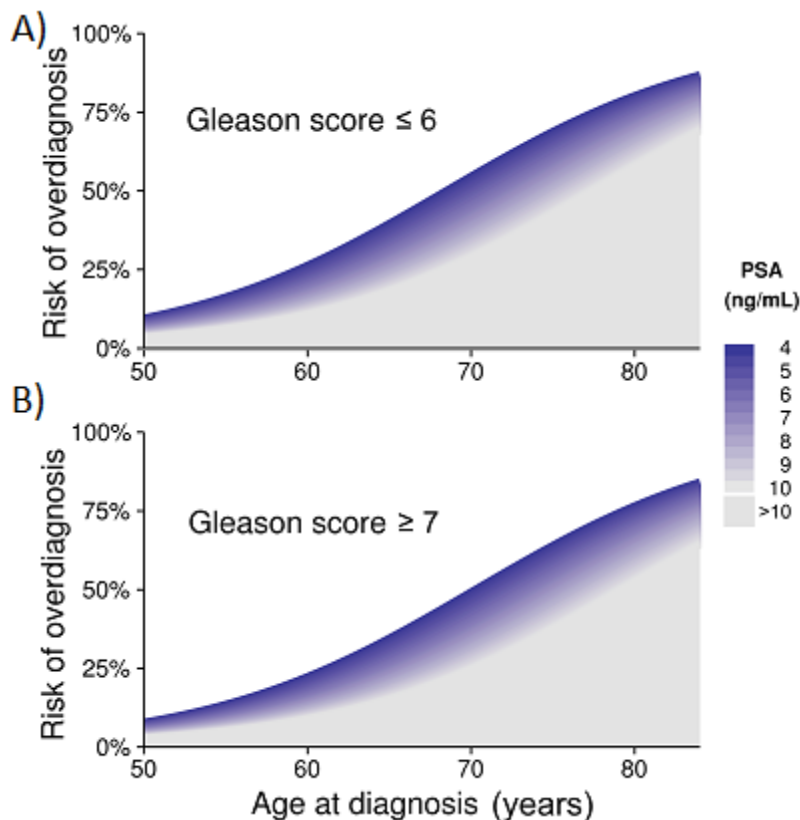 A)
Risk of overdiagnosis
100%
75%
50%
25%
0%
Gleason score ≤ 6
50 60 70 80
B)
Risk of overdiagnosis
100%
75%
50%
25%
0%
Gleason score ≥ 7
50 60 70 80
Age at diagnosis (years)
PSA
(ng/mL)
4
5
6
7
8
9
10
>10